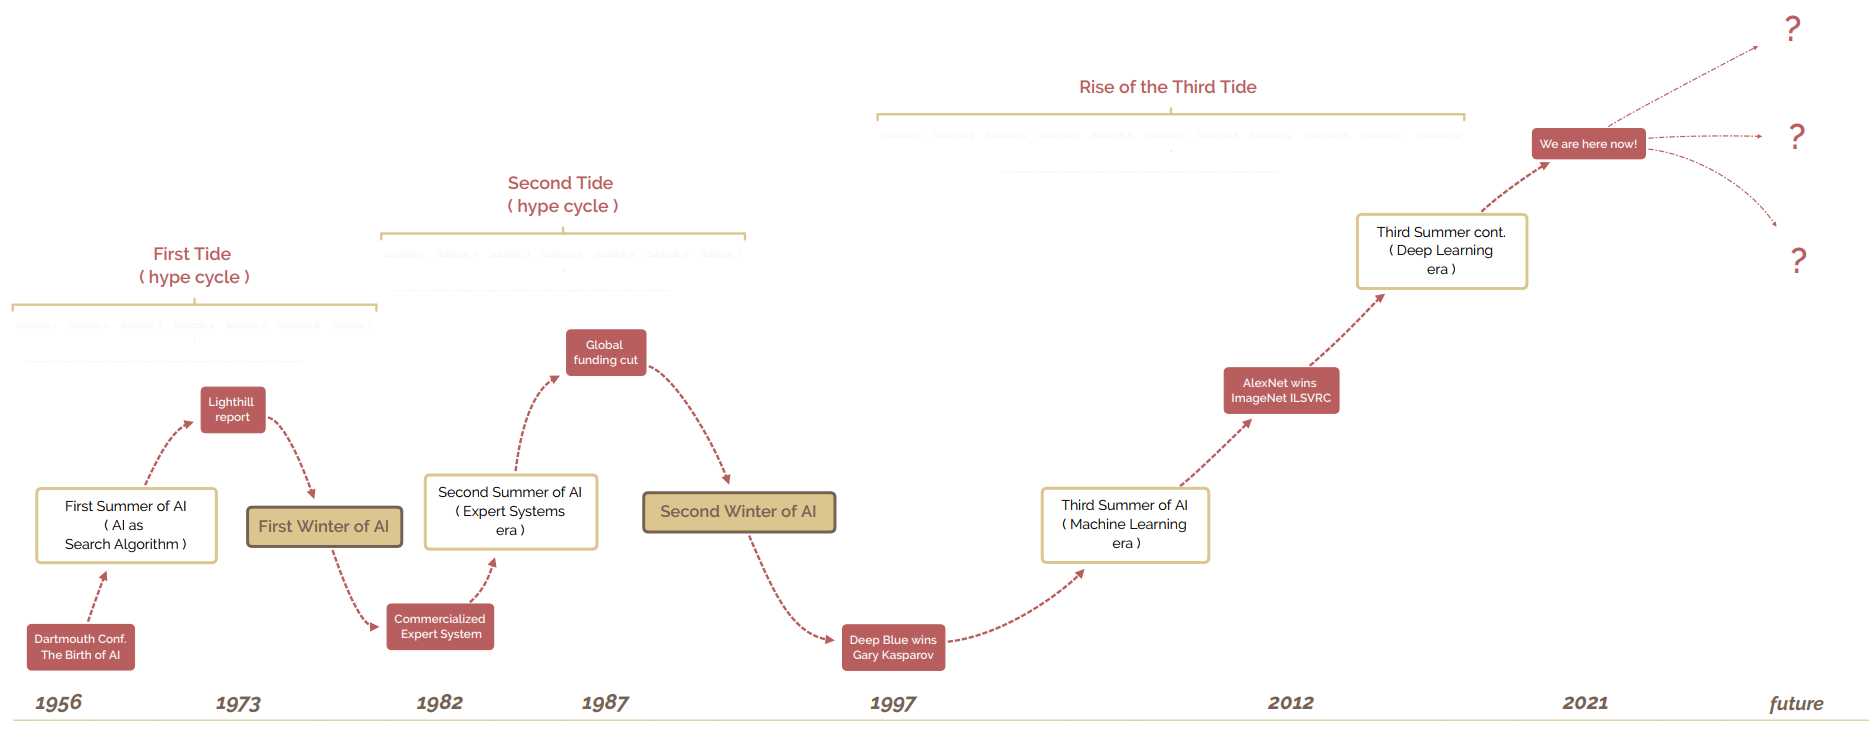 ?
Rise of the Third Tide
?
We are here now!
Second Tide
( hype cycle )
Third Summer cont.
( Deep Learning
era )
?
First Tide
( hype cycle )
Global
funding cut
AlexNet wins
ImageNet ILSVRC
Lighthill
report
First Summer of AI
( AI as
Search Algorithm )
First Winter of AI
Second Summer of AI
( Expert Systems
era )
Second Winter of AI
Third Summer of AI
( Machine Learning
era )
Dartmouth Conf.
The Birth of AI
Commercialized
Expert System
Deep Blue wins
Gary Kasparov
1956 1973 1982 1987 1997 2012 2021 future